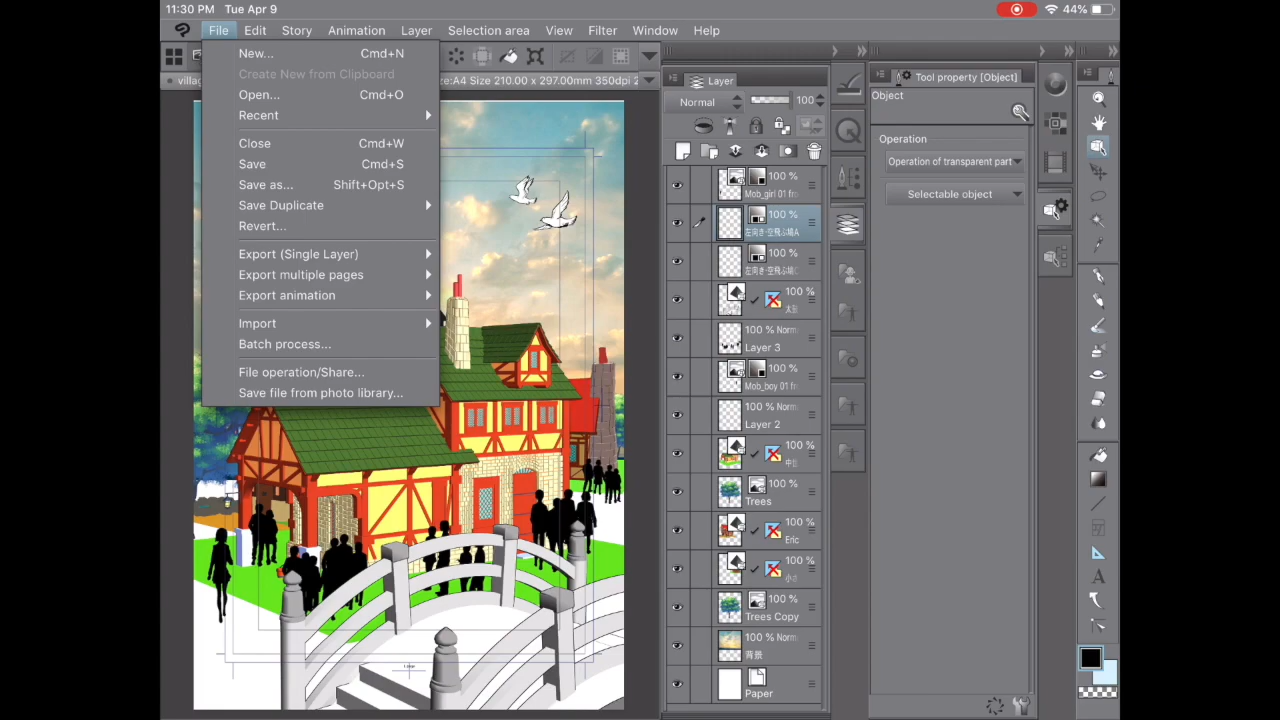 11:30 PM Tue Apr 9
44%
File Edit Story Animation Layer Selection area View Filter Window Help
New... Cmd+N
Create New from Clipboard
Open... Cmd+O
Recent
Close Cmd+W
Save Cmd+S
Save as... Shift+Opt+S
Save Duplicate
Revert...
Export (Single Layer)
Export multiple pages
Export animation
Import
Batch process...
File operation/Share...
Save file from photo library...
:A4 Size 210.00 x 297.00mm 350dpi
Layer
Normal 100
100 %
Mob_girl 01 fr
100 %
100 %
100 %
100 % Norm
Layer 3
100 %
Mob_boy 01 fr
100 % Norm
Layer 2
100 %
100 %
Trees
100 %
Eric
100 %
100 %
Trees Copy
100 % Norm
背景
Paper
Tool property [Object]
Object
Operation
Operation of transparent part
Selectable object